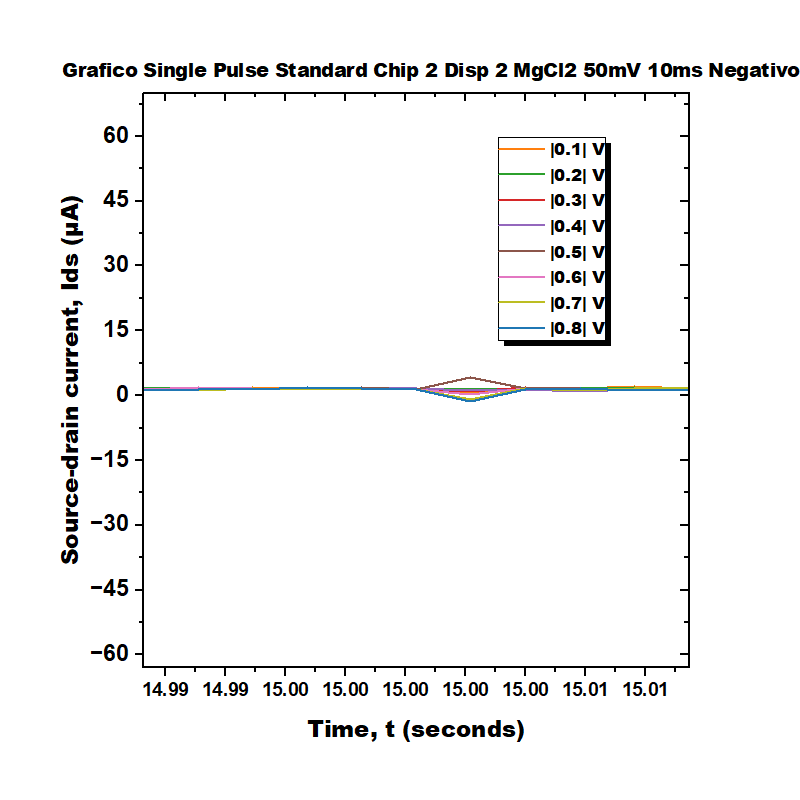 Grafico Single Pulse Standard Chip 2 Disp 2 MgCl2 50mV 10ms Negativo
|0.1| V
|0.2| V
|0.3| V
|0.4| V
|0.5| V
|0.6| V
|0.7| V
|0.8| V
60
45
30
15
0
−15
−30
−45
−60
Source-drain current, Ids (µA)
14.99 14.99 15.00 15.00 15.00 15.00 15.00 15.01 15.01
Time, t (seconds)